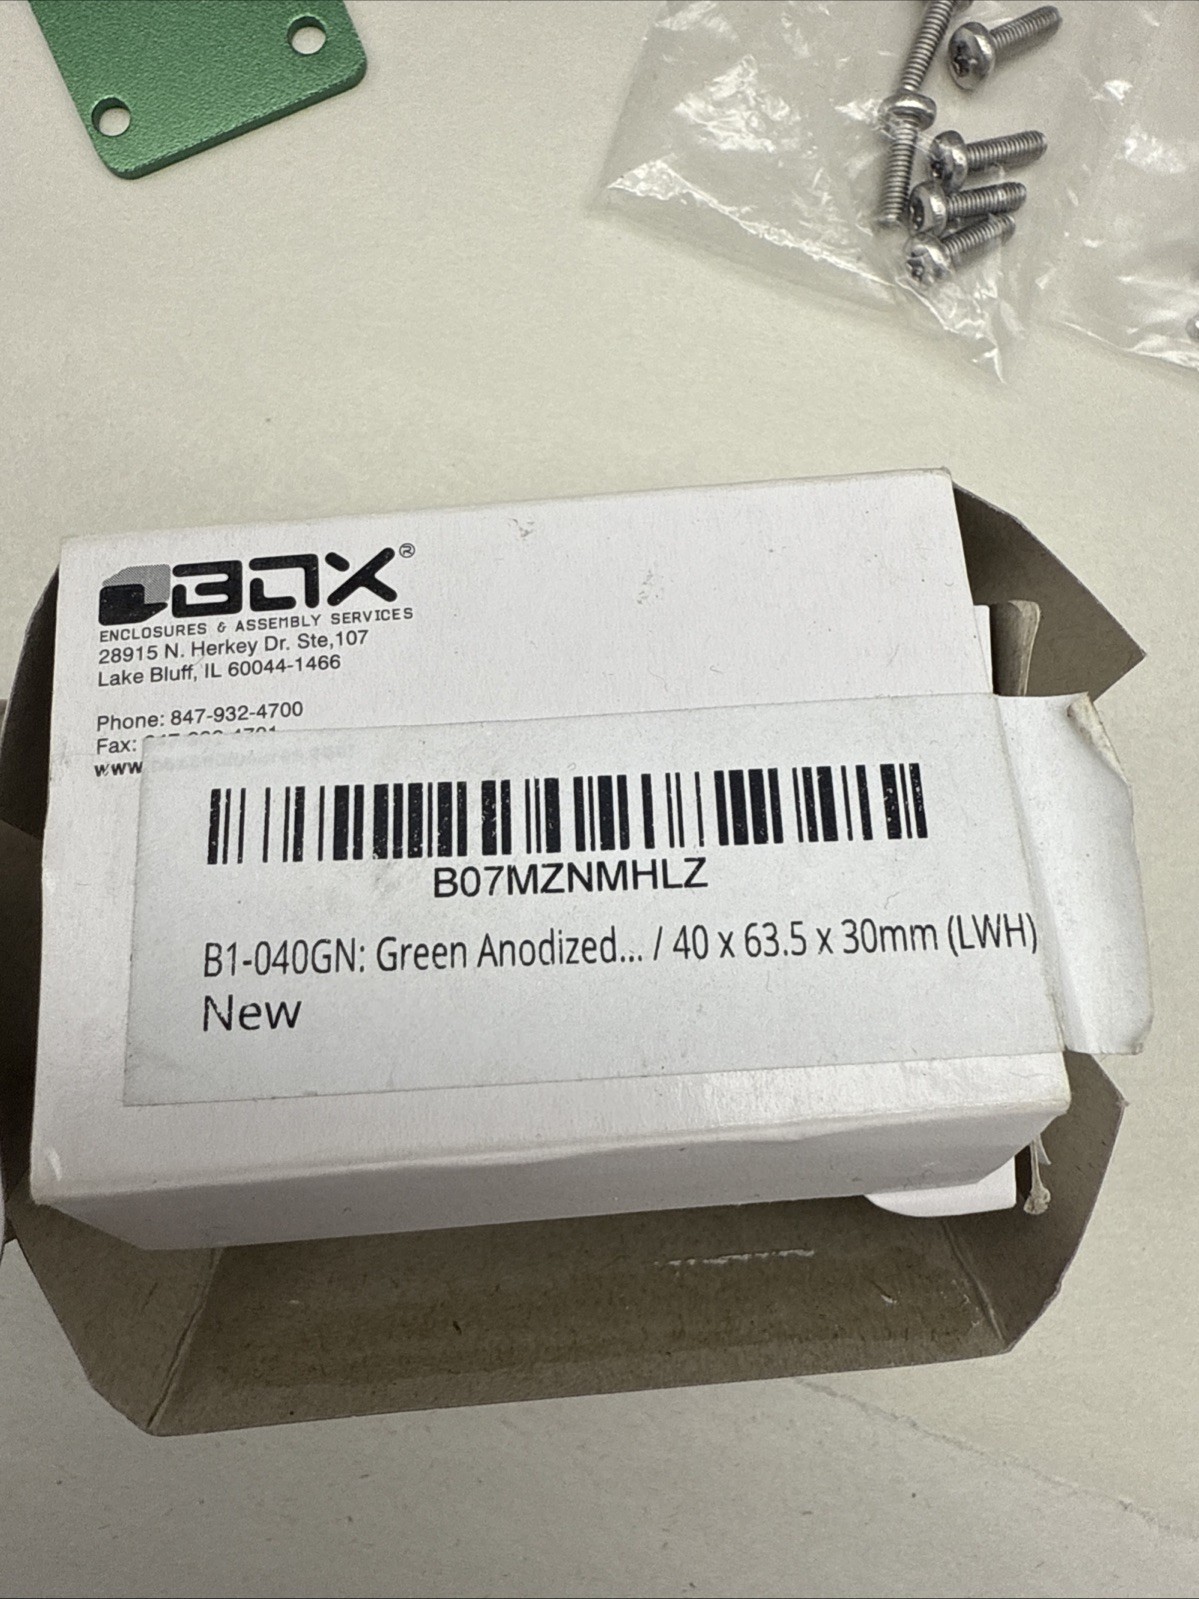 BOX®
ENCLOSURES & ASSEMBLY SERVICES
28915 N. Herkey Dr. Ste,107
Lake Bluff, IL 60044-1466
Phone: 847-932-4700
Fax:
www
B07MZNMHLZ
B1-040GN: Green Anodized... / 40 x 63.5 x 30mm (LWH)
New